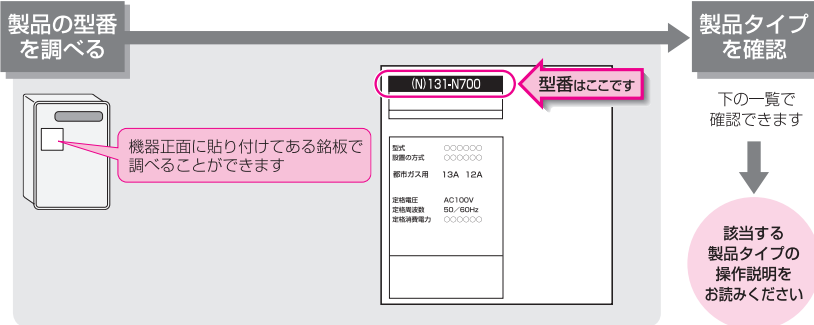 製品の型番
を調べる
機器正面に貼り付けてある銘板で
調べることができます
(N)131-N700
型番はここです
型式 ○○○○○○
設置の方式 ○○○○○○
都市ガス用 13A 12A
定格電圧 AC100V
定格周波数 50／60Hz
定格消費電力 ○○○○○○
製品タイプ
を確認
下の一覧で
確認できます
該当する
製品タイプの
操作説明を
お読みください